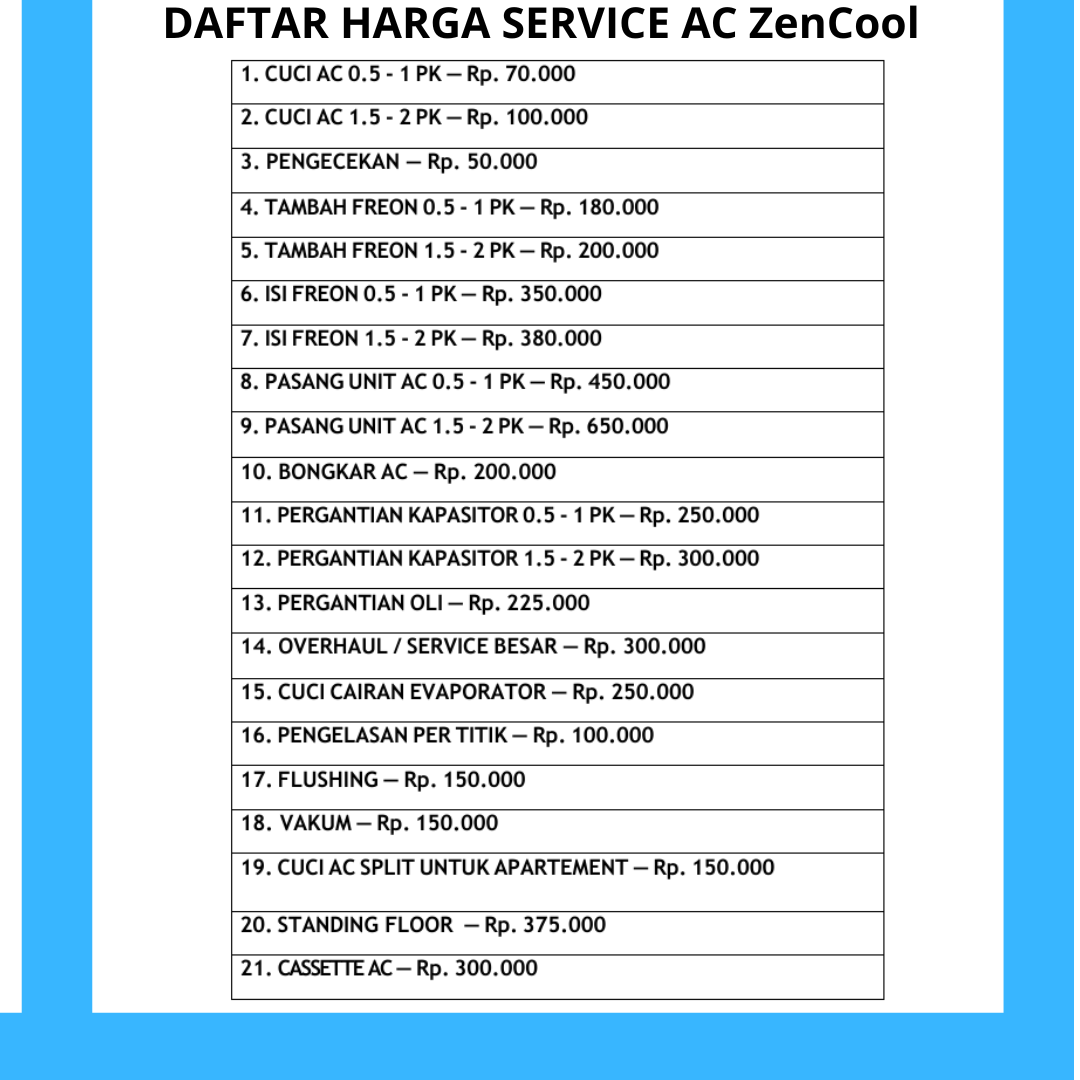 DAFTAR HARGA SERVICE AC ZenCool
1. CUCI AC 0.5 - 1 PK — Rp. 70.000
2. CUCI AC 1.5 - 2 PK — Rp. 100.000
3. PENGECEKAN — Rp. 50.000
4. TAMBAH FREON 0.5 - 1 PK — Rp. 180.000
5. TAMBAH FREON 1.5 - 2 PK — Rp. 200.000
6. ISI FREON 0.5 - 1 PK — Rp. 350.000
7. ISI FREON 1.5 - 2 PK — Rp. 380.000
8. PASANG UNIT AC 0.5 - 1 PK — Rp. 450.000
9. PASANG UNIT AC 1.5 - 2 PK — Rp. 650.000
10. BONGKAR AC — Rp. 200.000
11. PERGANTIAN KAPASITOR 0.5 - 1 PK — Rp. 250.000
12. PERGANTIAN KAPASITOR 1.5 - 2 PK — Rp. 300.000
13. PERGANTIAN OLI — Rp. 225.000
14. OVERHAUL / SERVICE BESAR — Rp. 300.000
15. CUCI CAIRAN EVAPORATOR — Rp. 250.000
16. PENGELASAN PER TITIK — Rp. 100.000
17. FLUSHING — Rp. 150.000
18. VAKUM — Rp. 150.000
19. CUCI AC SPLIT UNTUK APARTEMENT — Rp. 150.000
20. STANDING FLOOR — Rp. 375.000
21. CASSETTE AC — Rp. 300.000